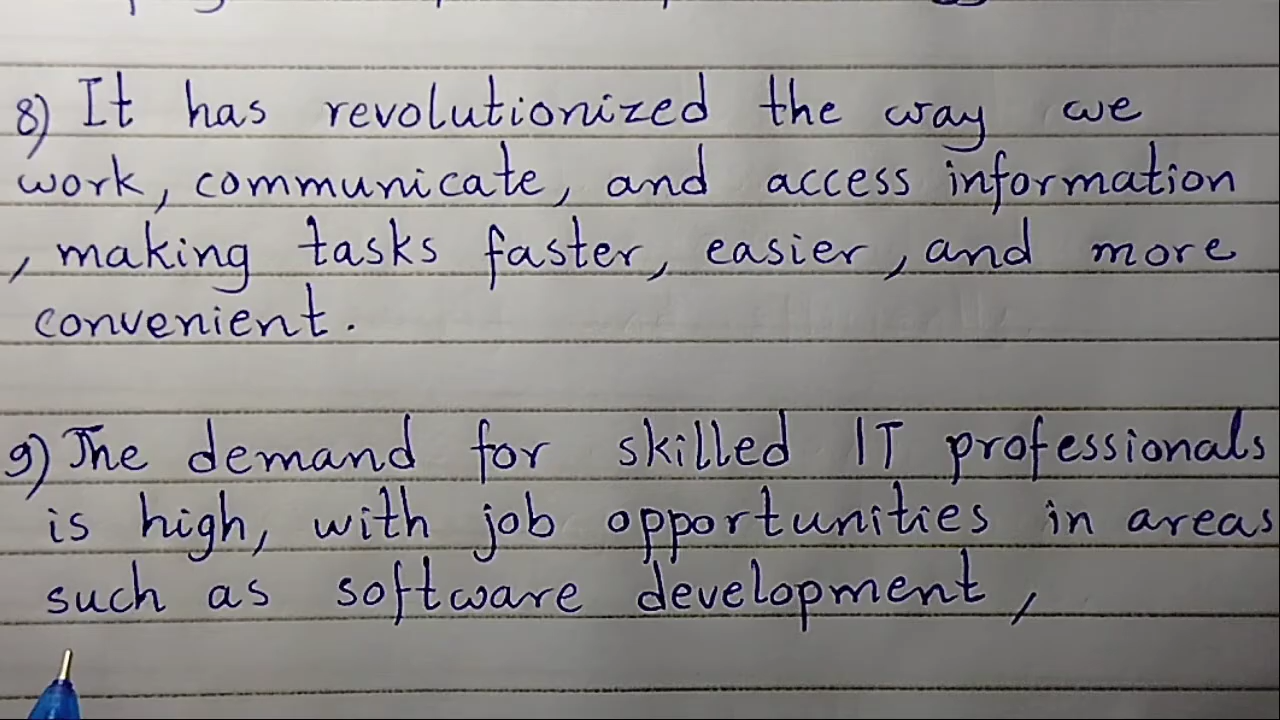 8) It has revolutionized the way we
work, communicate, and access information
, making tasks faster, easier, and more
convenient.
9) The demand for skilled IT professionals
is high, with job opportunities in areas
such as software development,